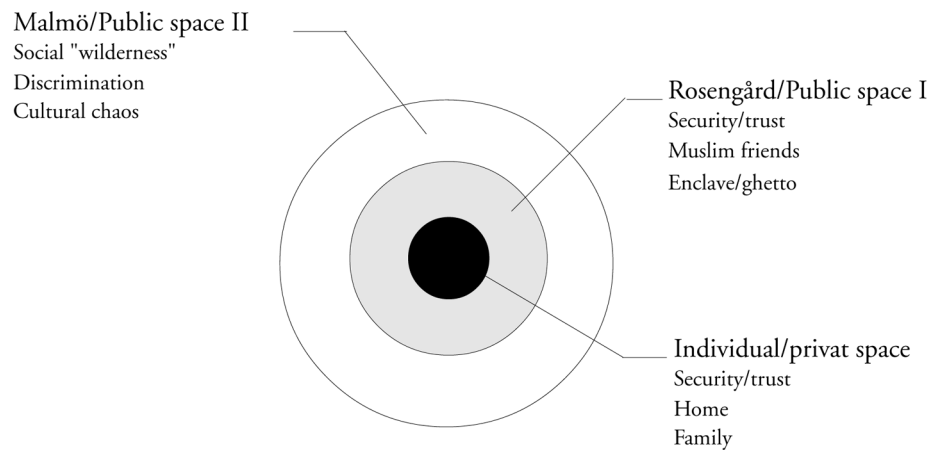 Malmö/Public space II
Social "wilderness"
Discrimination
Cultural chaos
Rosengård/Public space I
Security/trust
Muslim friends
Enclave/ghetto
Individual/privat space
Security/trust
Home
Family